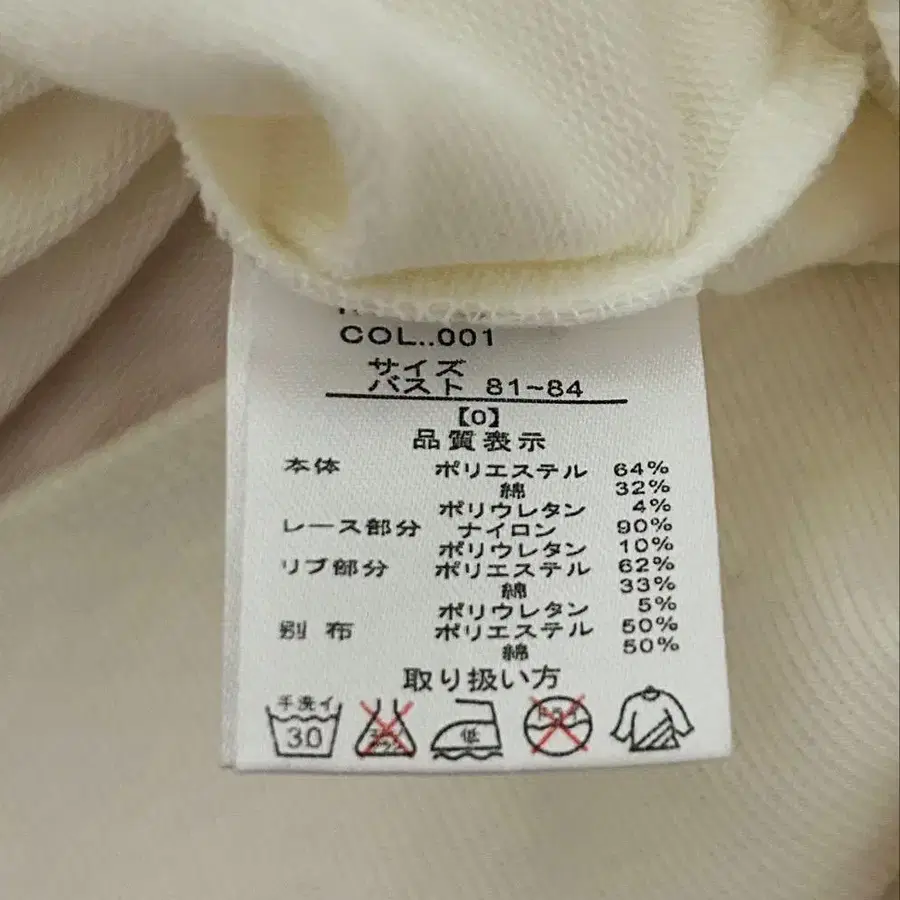 COL..001
サイズ
バスト 81~84
【0】
品質表示
本体 ポリエステル 64%
綿 32%
ポリウレタン 4%
レース部分 ナイロン 90%
ポリウレタン 10%
リブ部分 ポリエステル 62%
綿 33%
ポリウレタン 5%
別布 ポリエステル 50%
綿 50%
取り扱い方
手洗イ
30
低
ドライ